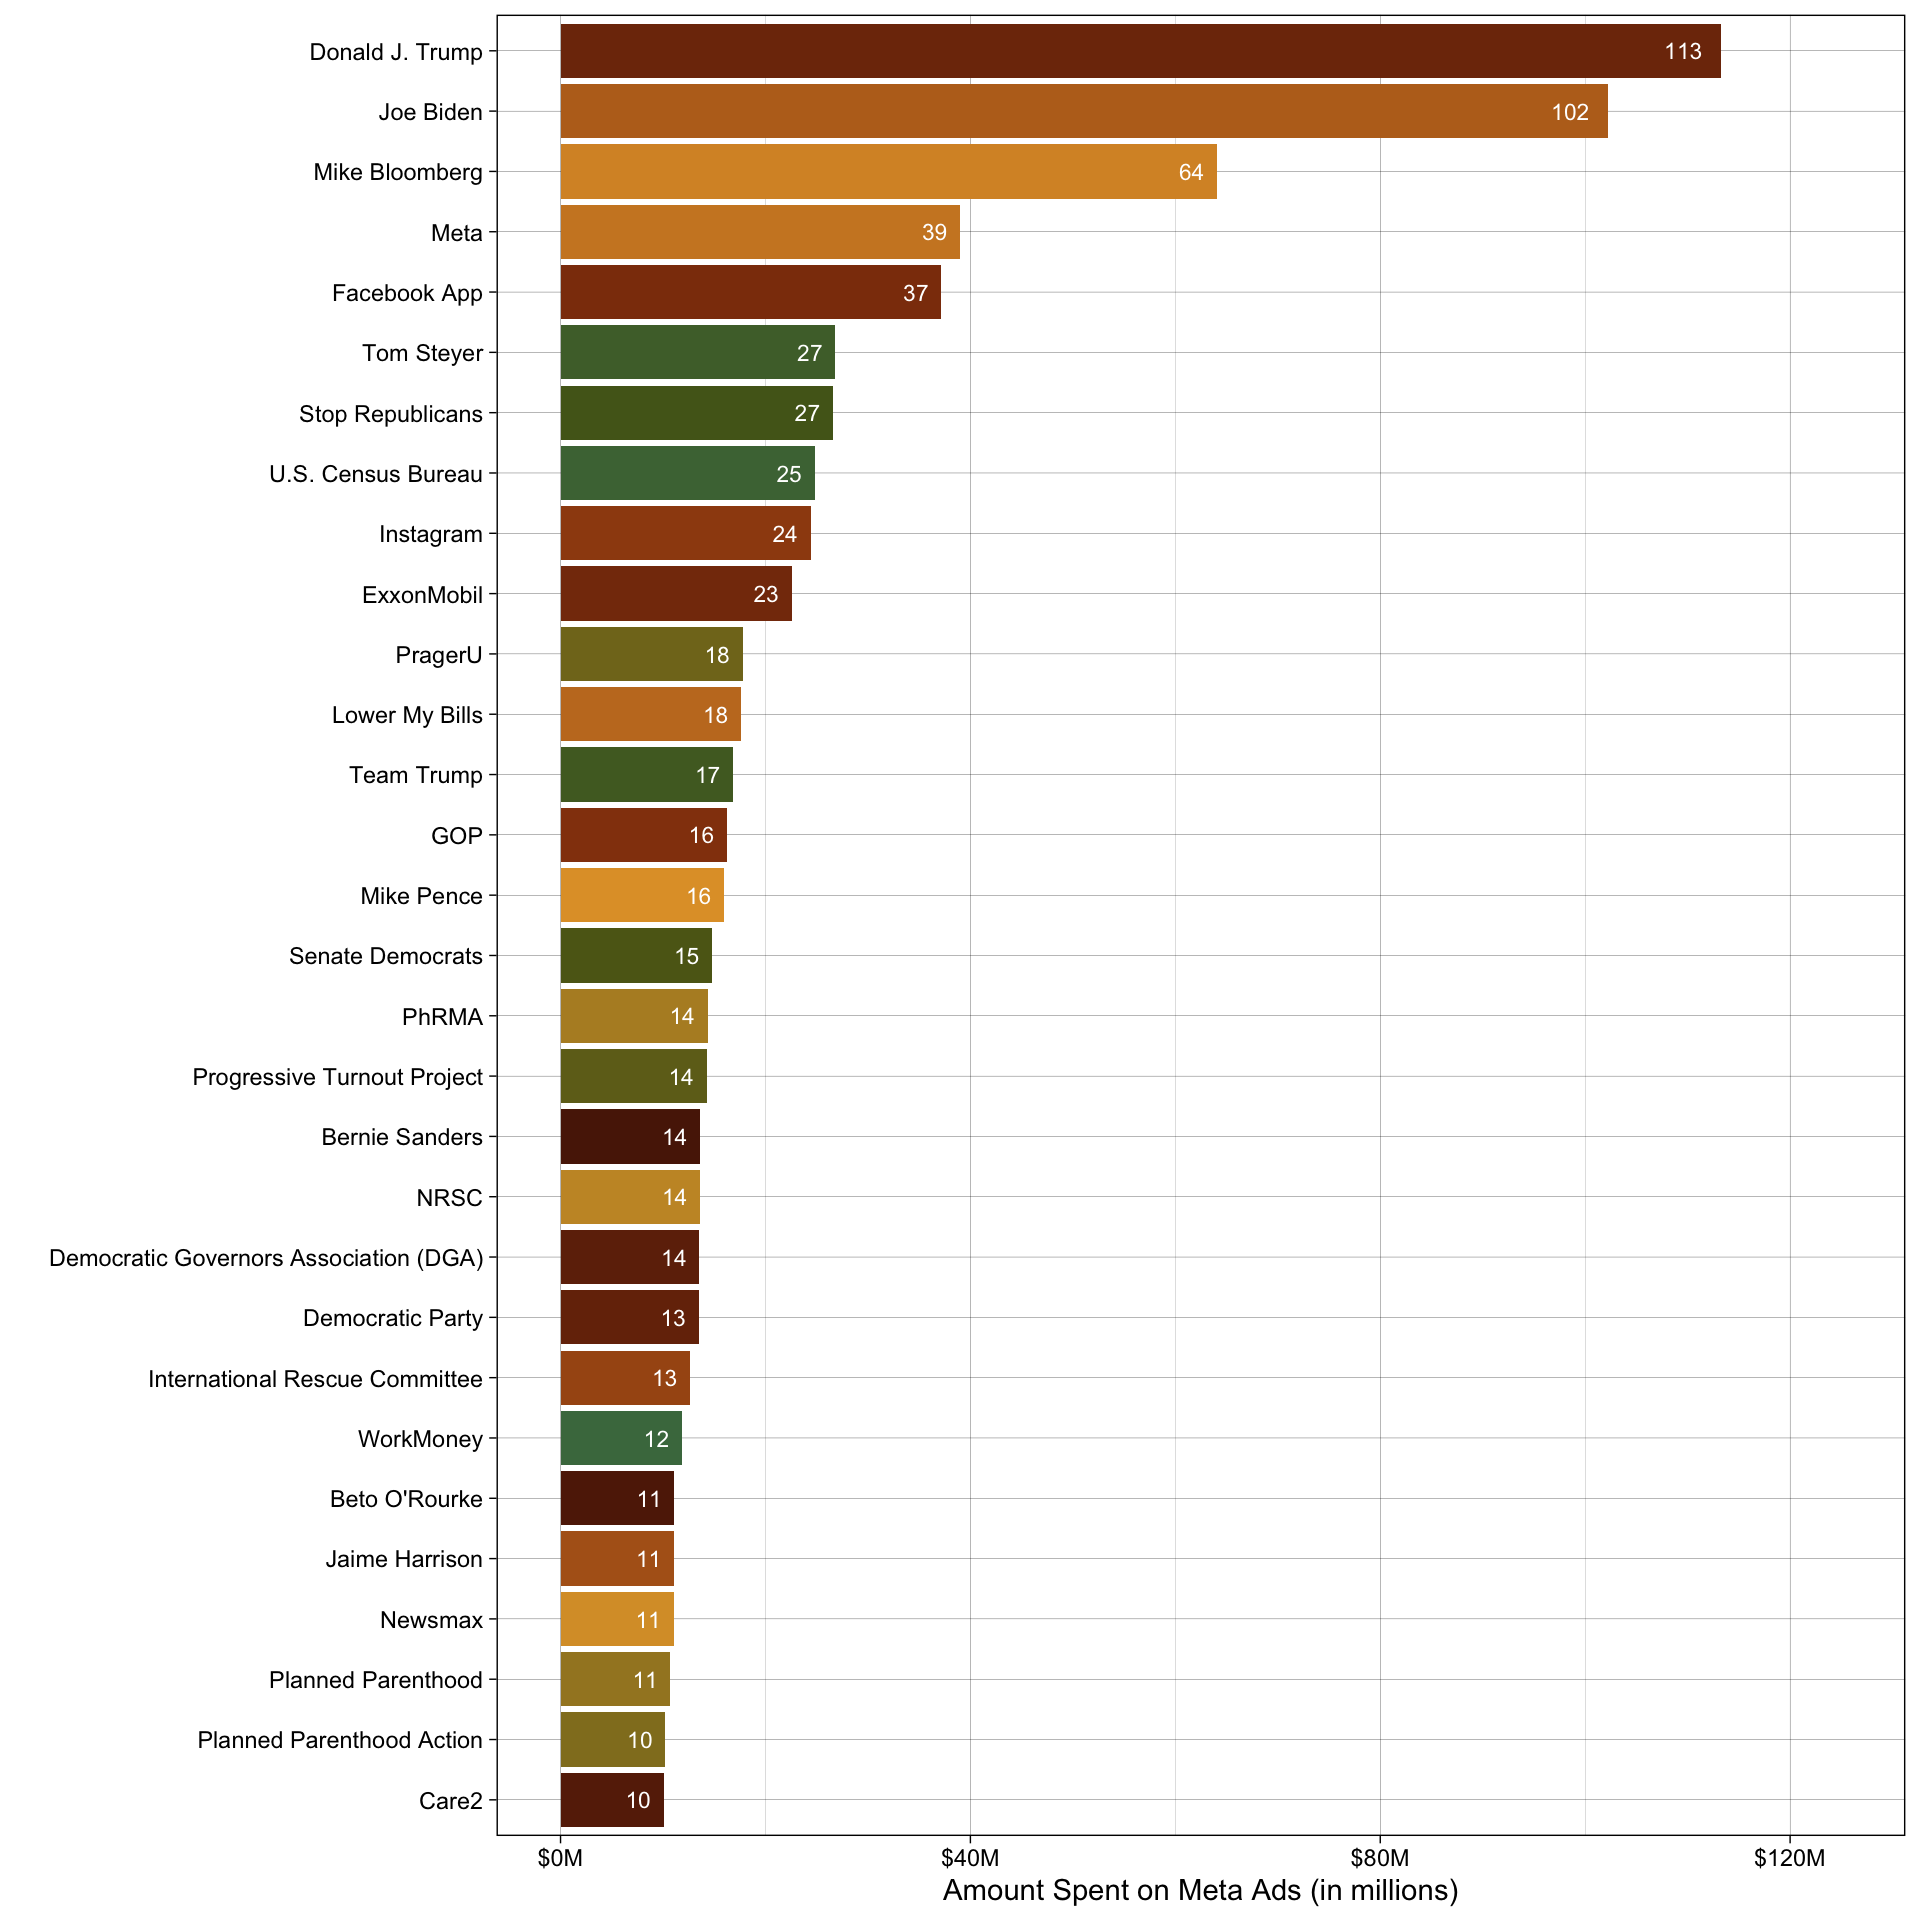 Donald J. Trump 113
Joe Biden 102
Mike Bloomberg 64
Meta 39
Facebook App 37
Tom Steyer 27
Stop Republicans 27
U.S. Census Bureau 25
Instagram 24
ExxonMobil 23
PragerU 18
Lower My Bills 18
Team Trump 17
GOP 16
Mike Pence 16
Senate Democrats 15
PhRMA 14
Progressive Turnout Project 14
Bernie Sanders 14
NRSC 14
Democratic Governors Association (DGA) 14
Democratic Party 13
International Rescue Committee 13
WorkMoney 12
Beto O'Rourke 11
Jaime Harrison 11
Newsmax 11
Planned Parenthood 11
Planned Parenthood Action 10
Care2 10
$0M $40M $80M $120M
Amount Spent on Meta Ads (in millions)